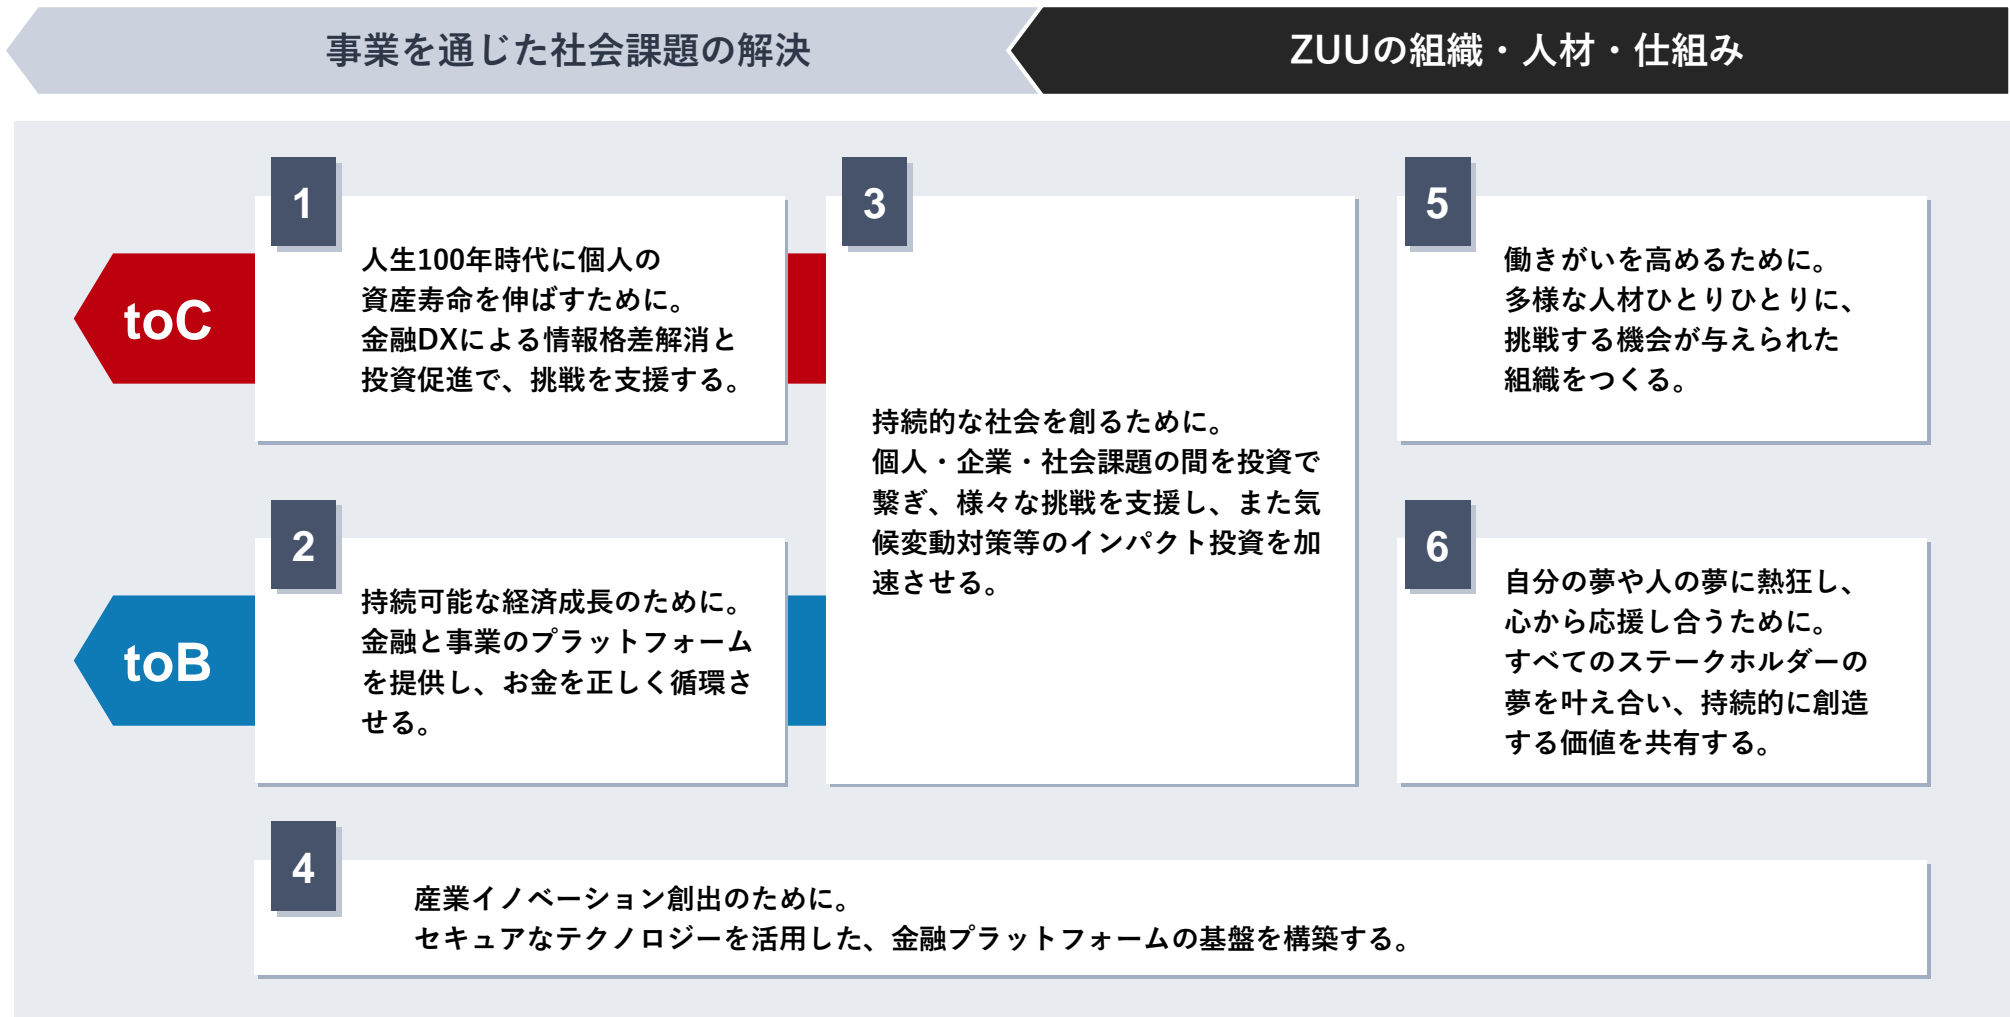 事業を通じた社会課題の解決
ZUUの組織・人材・仕組み
toC
1
人生100年時代に個人の
資産寿命を伸ばすために。
金融DXによる情報格差解消と
投資促進で、挑戦を支援する。
toB
2
持続可能な経済成長のために。
金融と事業のプラットフォーム
を提供し、お金を正しく循環さ
せる。
3
持続的な社会を創るために。
個人・企業・社会課題の間を投資で
繋ぎ、様々な挑戦を支援し、また気
候変動対策等のインパクト投資を加
速させる。
4
産業イノベーション創出のために。
セキュアなテクノロジーを活用した、金融プラットフォームの基盤を構築する。
5
働きがいを高めるために。
多様な人材ひとりひとりに、
挑戦する機会が与えられた
組織をつくる。
6
自分の夢や人の夢に熱狂し、
心から応援し合うために。
すべてのステークホルダーの
夢を叶え合い、持続的に創造
する価値を共有する。